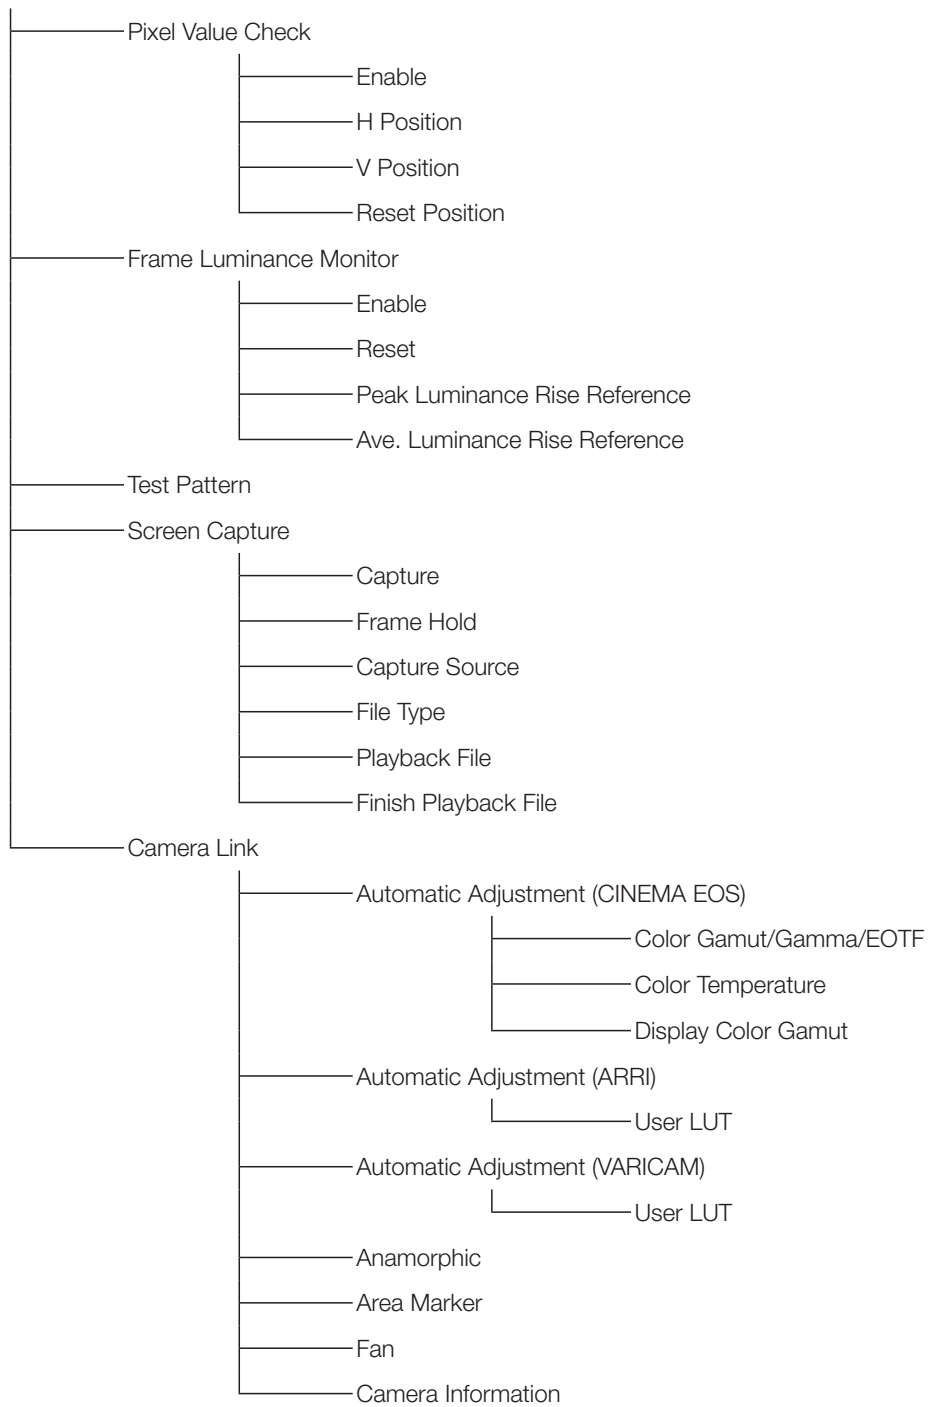 Pixel Value Check
Enable
H Position
V Position
Reset Position
Frame Luminance Monitor
Enable
Reset
Peak Luminance Rise Reference
Ave. Luminance Rise Reference
Test Pattern
Screen Capture
Capture
Frame Hold
Capture Source
File Type
Playback File
Finish Playback File
Camera Link
Automatic Adjustment (CINEMA EOS)
Color Gamut/Gamma/EOTF
Color Temperature
Display Color Gamut
Automatic Adjustment (ARRI)
User LUT
Automatic Adjustment (VARICAM)
User LUT
Anamorphic
Area Marker
Fan
Camera Information